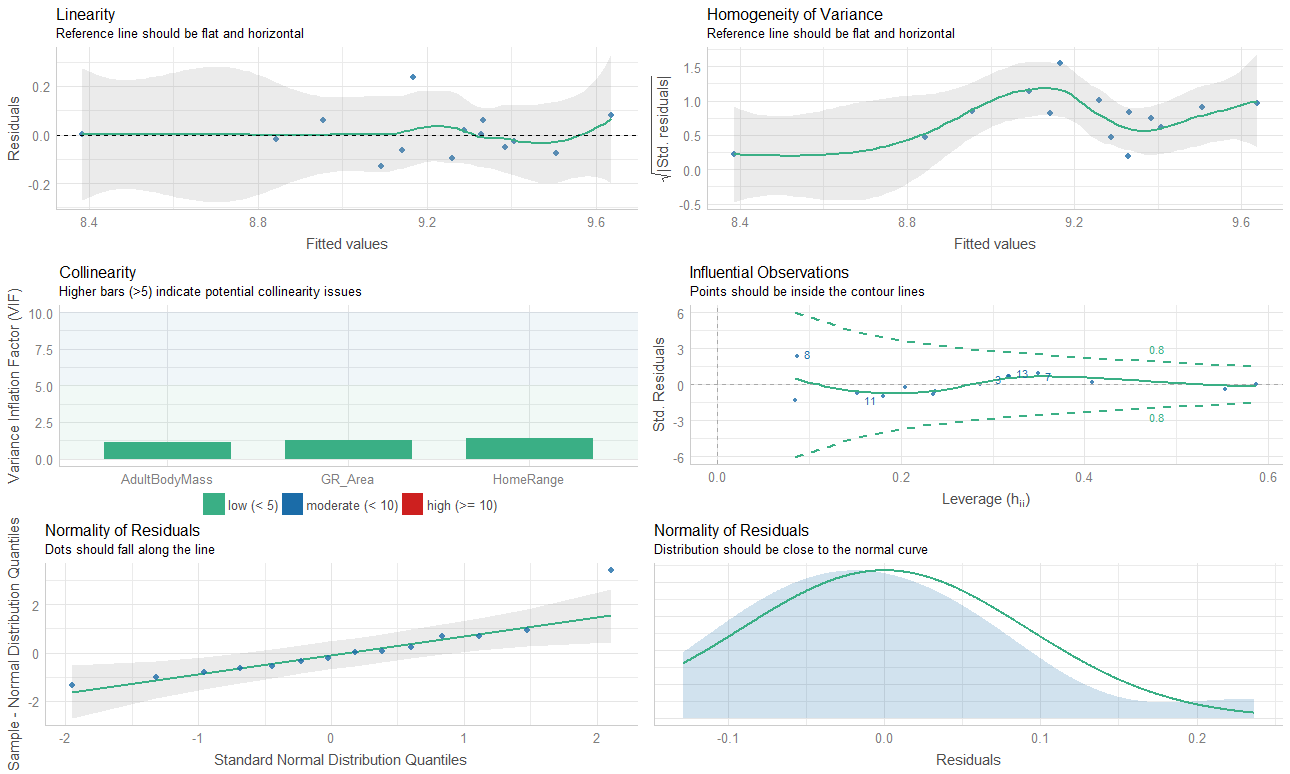 Linearity
Reference line should be flat and horizontal
Residuals
0.2
0.0
-0.2
8.4 8.8 9.2 9.6
Fitted values
Homogeneity of Variance
Reference line should be flat and horizontal
√|Std. residuals|
1.5
1.0
0.5
0.0
-0.5
8.4 8.8 9.2 9.6
Fitted values
Collinearity
Higher bars (>5) indicate potential collinearity issues
Variance Inflation Factor (VIF)
10.0
7.5
5.0
2.5
0.0
AdultBodyMass GR_Area HomeRange
low (< 5) moderate (< 10) high (>= 10)
Influential Observations
Points should be inside the contour lines
Std. Residuals
6
3
0
-3
-6
0.8
8
3 13 7
11
0.8
0.0 0.2 0.4 0.6
Leverage (hii)
Normality of Residuals
Dots should fall along the line
Sample - Normal Distribution Quantiles
2
0
-2
-2 -1 0 1 2
Standard Normal Distribution Quantiles
Normality of Residuals
Distribution should be close to the normal curve
-0.1 0.0 0.1 0.2
Residuals